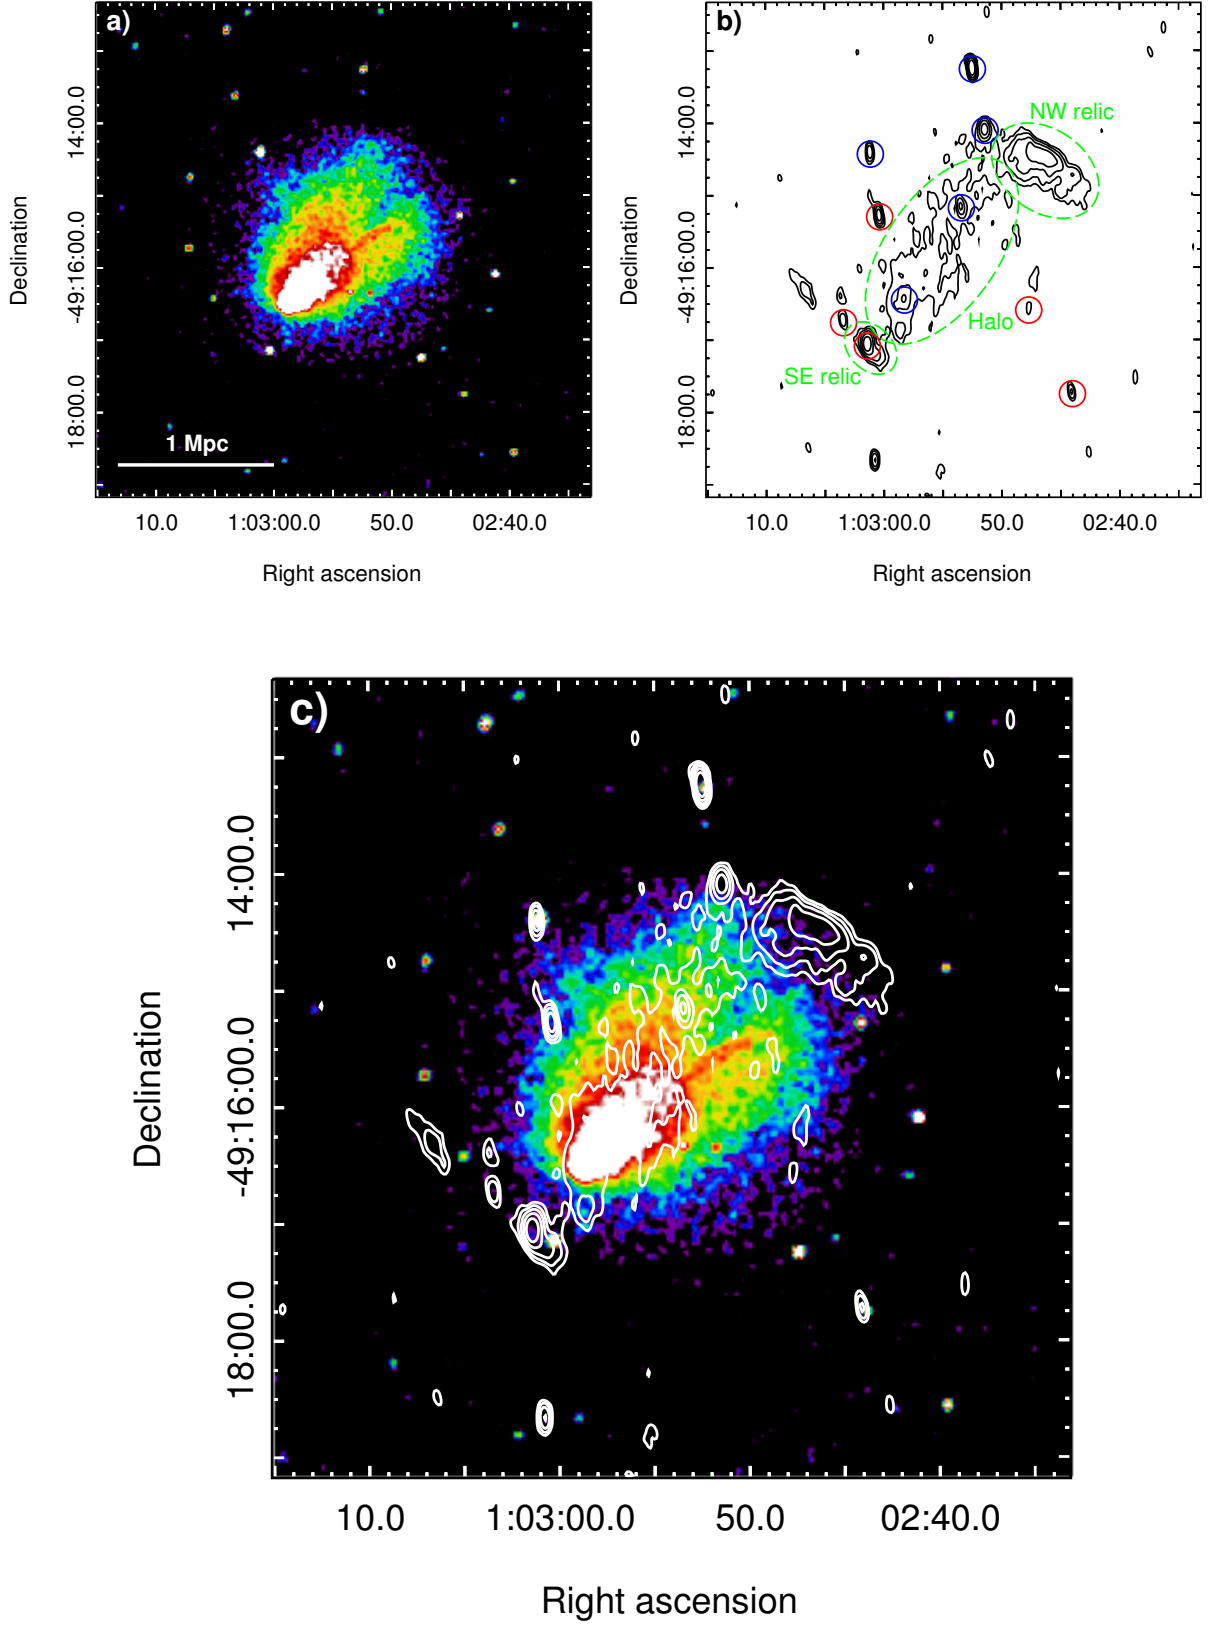 a)
Declination
14:00.0
-49:16:00.0
18:00.0
1 Mpc
10.0 1:03:00.0 50.0 02:40.0
Right ascension
b)
Declination
14:00.0
-49:16:00.0
18:00.0
NW relic
Halo
SE relic
10.0 1:03:00.0 50.0 02:40.0
Right ascension
c)
Declination
14:00.0
-49:16:00.0
18:00.0
10.0 1:03:00.0 50.0 02:40.0
Right ascension